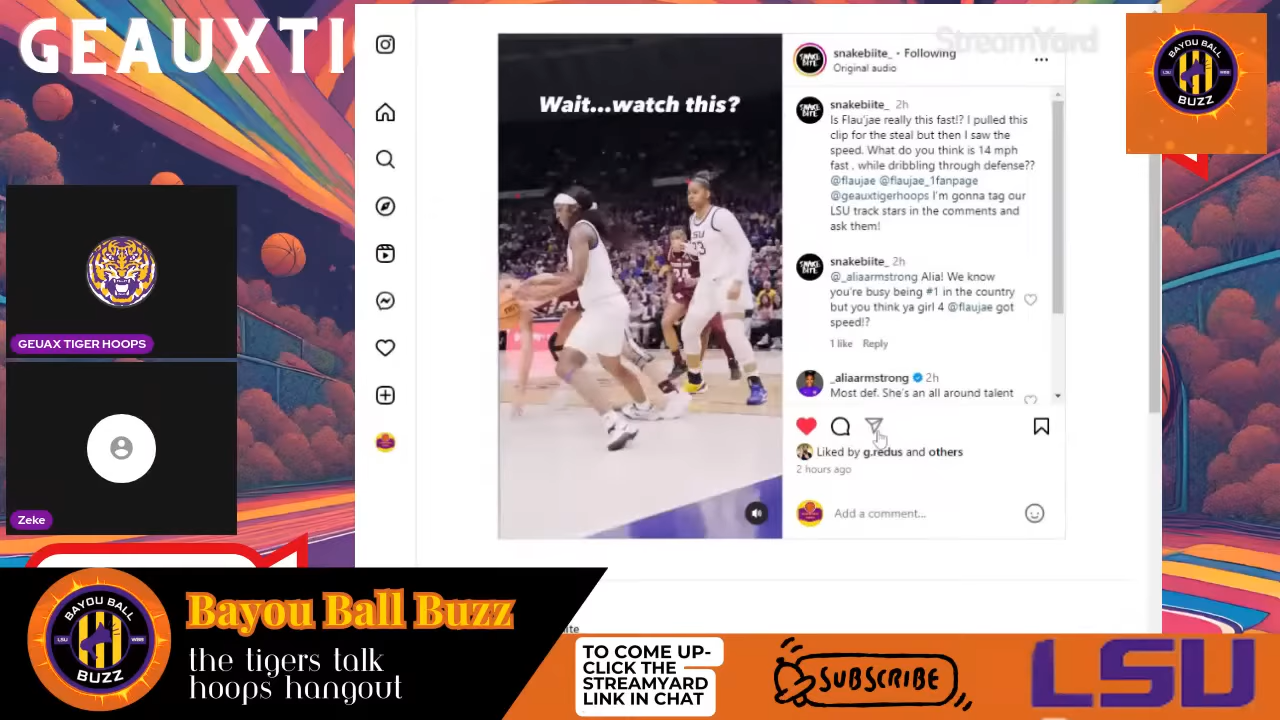 GEAUXTI
StreamYard
BAYOU BALL
LSU
WBB
BUZZ
snakebiite_ • Following
Original audio
Wait...watch this?
snakebiite_ 2h
Is Flau'jae really this fast!? I pulled this
clip for the steal but then I saw the
speed. What do you think is 14 mph
fast , while dribbling through defense??
@flaujae @flaujae_1fanpage
@geauxtigerhoops I'm gonna tag our
LSU track stars in the comments and
ask them!
snakebiite_ 2h
@_aliaarmstrong Alia! We know
you're busy being #1 in the country
but you think ya girl 4 @flaujae got
speed!?
1 like Reply
_aliaarmstrong 2h
Most def. She's an all around talent
Liked by g.redus and others
2 hours ago
Add a comment...
GEUAX TIGER HOOPS
Zeke
BAYOU BALL
LSU
WBB
BUZZ
Bayou Ball Buzz
the tigers talk
hoops hangout
TO COME UP-
CLICK THE
STREAMYARD
LINK IN CHAT
SUBSCRIBE
LSU